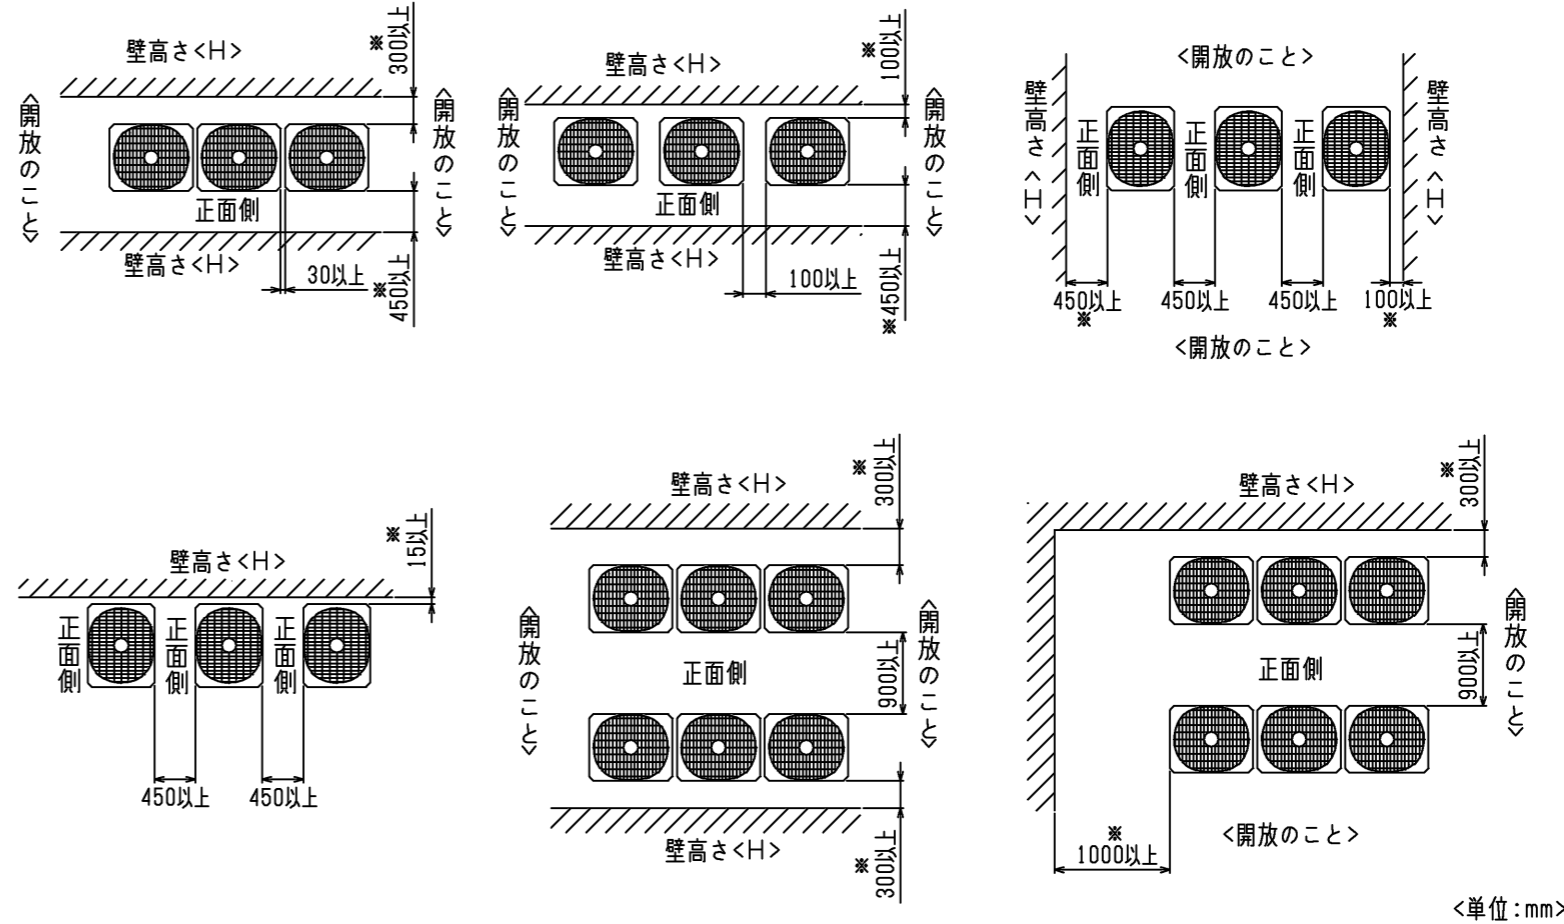 壁高さ<H>
※
300以上
<開放のこと>
<開放のこと>
正面側
壁高さ<H>
30以上
※
450以上
壁高さ<H>
※
100以上
<開放のこと>
<開放のこと>
正面側
壁高さ<H>
100以上
※450以上
<開放のこと>
壁高さ<H>
正面側
正面側
正面側
壁高さ<H>
450以上
※
450以上
450以上
100以上
※
<開放のこと>
壁高さ<H>
※
15以上
正面側
正面側
正面側
450以上
450以上
壁高さ<H>
※
300以上
<開放のこと>
正面側
900以上
<開放のこと>
壁高さ<H>
※
300以上
壁高さ<H>
※
300以上
正面側
900以上
<開放のこと>
※
1000以上
<開放のこと>
<単位:mm>